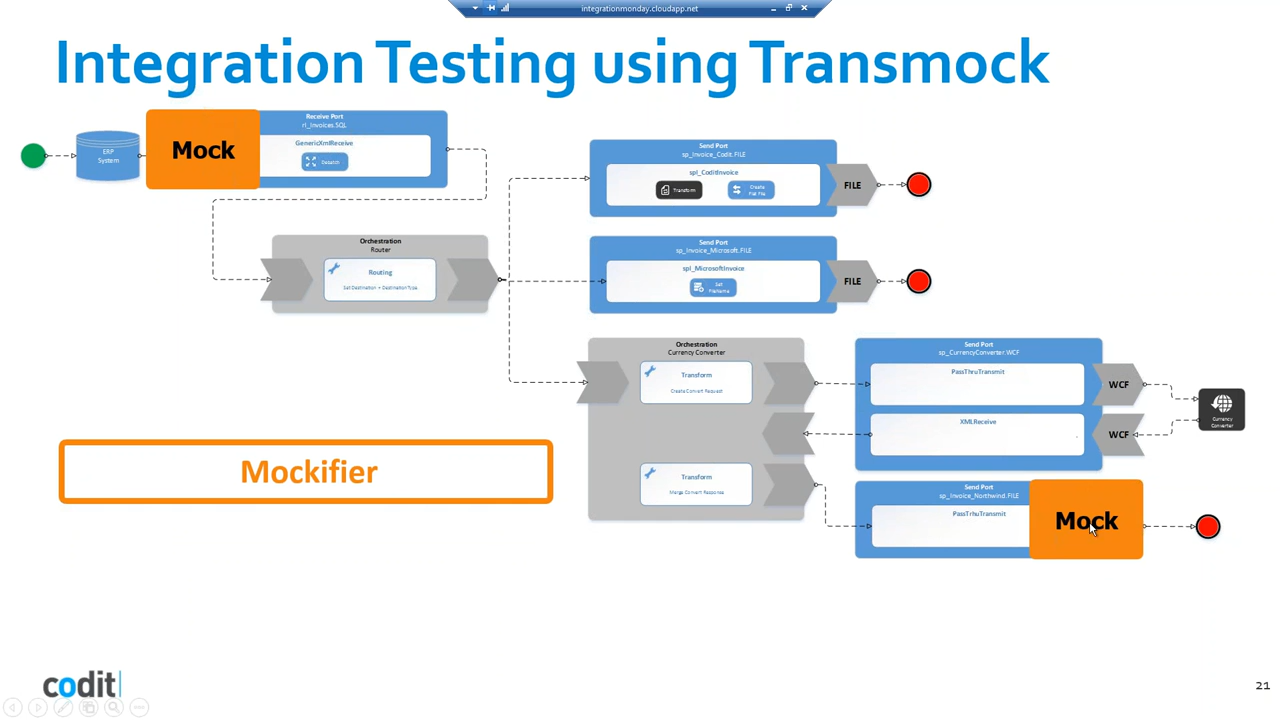 integrationmonday.cloudapp.net
Integration Testing using Transmock
Receive Port
rl_Invoices.SQL
GenericXmlReceive
ERP
System
Mock
Orchestration
Router
Routing
Set Destination + DestinationType
Send Port
sp_Invoice_Codit.FILE
spl_CoditInvoice
Transform
Create
Flat File
FILE
Send Port
sp_Invoice_Microsoft.FILE
spl_MicrosoftInvoice
Set
FileName
FILE
Orchestration
Currency Converter
Transform
Create Convert Request
Transform
Merge Convert Response
Send Port
sp_CurrencyConverter.WCF
PassThruTransmit
WCF
XMLReceive
WCF
Currency
Converter
Send Port
sp_Invoice_Northwind.FILE
PassTrhuTransmit
Mock
Mockifier
codit
21